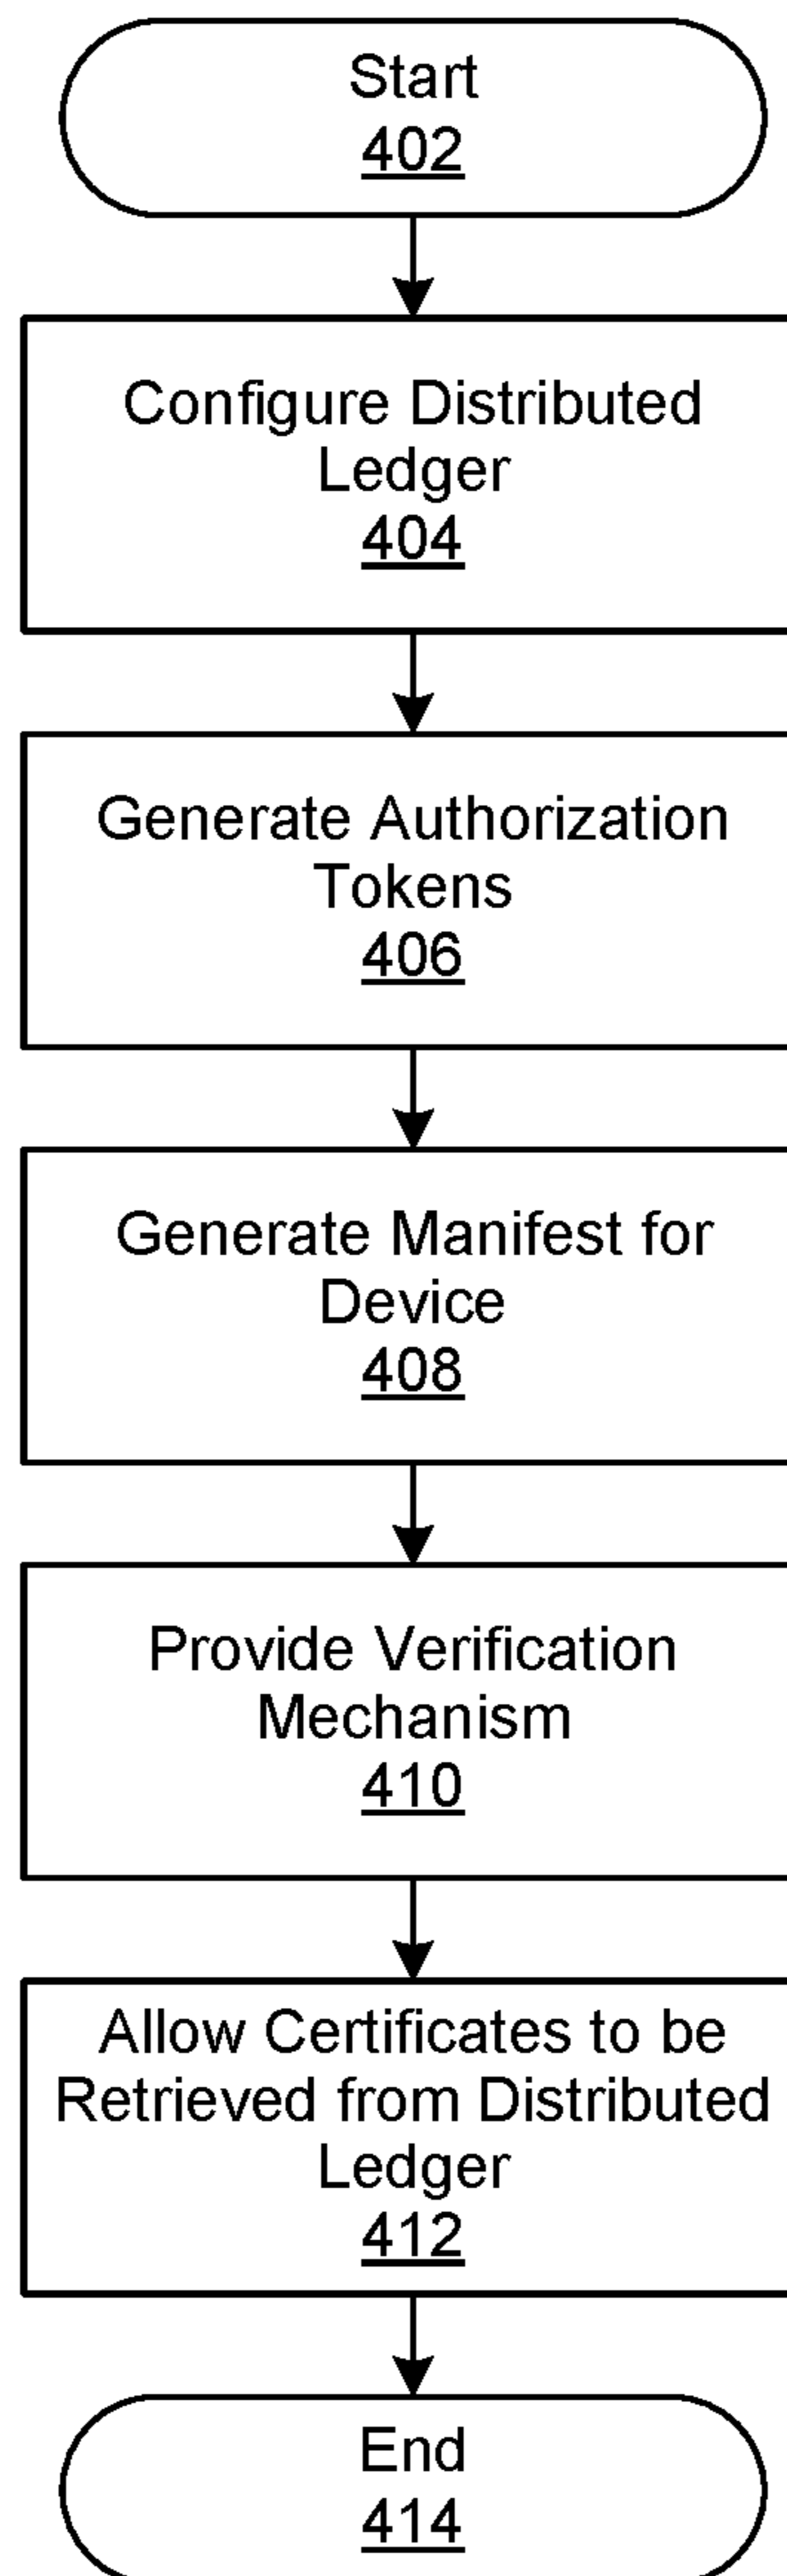 Start
402
Configure Distributed
Ledger
404
Generate Authorization
Tokens
406
Generate Manifest for
Device
408
Provide Verification
Mechanism
410
Allow Certificates to be
Retrieved from Distributed
Ledger
412
End
414